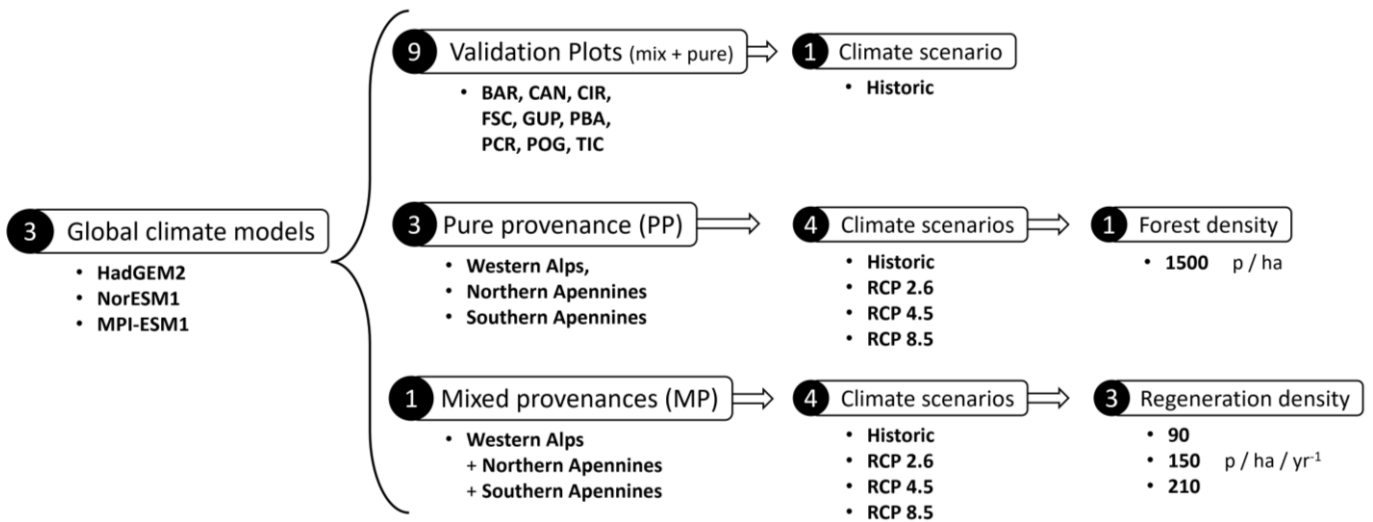 3 Global climate models
• HadGEM2
• NorESM1
• MPI-ESM1
9 Validation Plots (mix + pure)
• BAR, CAN, CIR,
FSC, GUP, PBA,
PCR, POG, TIC
1 Climate scenario
• Historic
3 Pure provenance (PP)
• Western Alps,
• Northern Apennines
• Southern Apennines
4 Climate scenarios
• Historic
• RCP 2.6
• RCP 4.5
• RCP 8.5
1 Forest density
• 1500 p / ha
1 Mixed provenances (MP)
• Western Alps
+ Northern Apennines
+ Southern Apennines
4 Climate scenarios
• Historic
• RCP 2.6
• RCP 4.5
• RCP 8.5
3 Regeneration density
• 90
• 150 p / ha / yr⁻¹
• 210